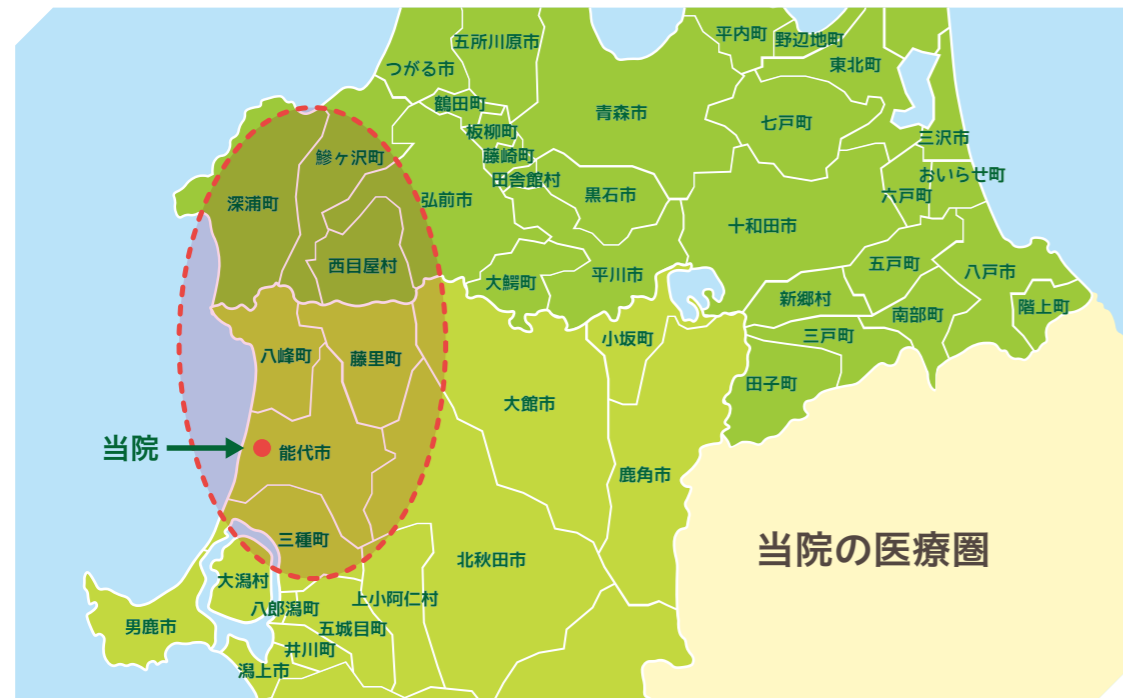 五所川原市
平内町
野辺地町
つがる市
東北町
鶴田町
青森市
板柳町
七戸町
三沢市
藤崎町
鰺ヶ沢町
田舎館村
おいらせ町
深浦町
弘前市
黒石市
六戸町
十和田市
西目屋村
五戸町
大鰐町
平川市
八戸市
新郷村
階上町
南部町
小坂町
三戸町
八峰町
藤里町
田子町
大館市
当院
能代市
鹿角市
三種町
当院の医療圏
北秋田市
大潟村
上小阿仁村
八郎潟町
男鹿市
五城目町
井川町
潟上市